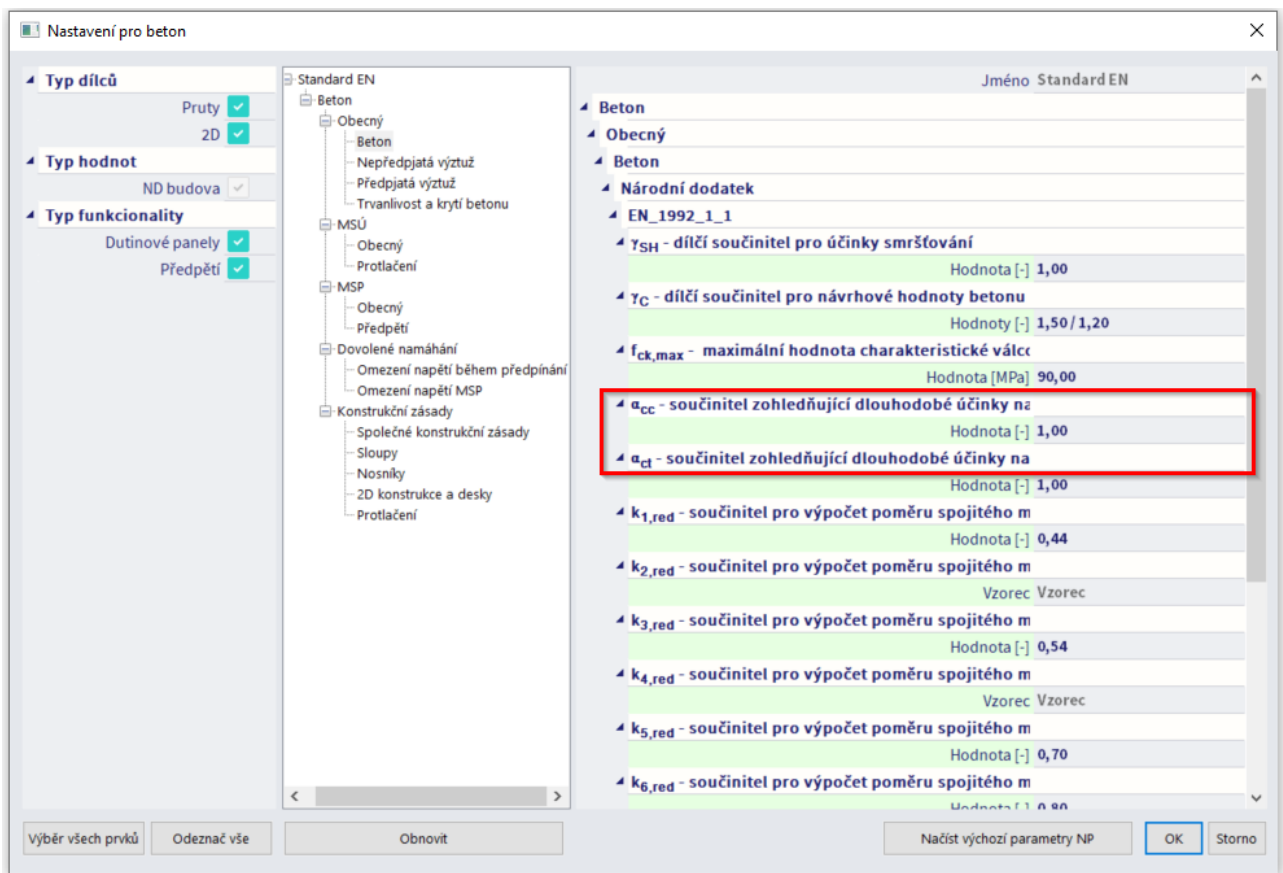 Nastavení pro beton
Typ dílců
Pruty
2D
Typ hodnot
ND budova
Typ funkcionality
Dutinové panely
Předpětí
Standard EN
Beton
Obecný
Beton
Nepředpjatá výztuž
Předpjatá výztuž
Trvanlivost a krytí betonu
MSÚ
Obecný
Protlačení
MSP
Obecný
Předpětí
Dovolené namáhání
Omezení napětí během předpínání
Omezení napětí MSP
Konstrukční zásady
Společné konstrukční zásady
Sloupy
Nosníky
2D konstrukce a desky
Protlačení
Jméno Standard EN
Beton
Obecný
Beton
Národní dodatek
EN_1992_1_1
γSH - dílčí součinitel pro účinky smršťování
Hodnota [-] 1,00
γC - dílčí součinitel pro návrhové hodnoty betonu
Hodnoty [-] 1,50 / 1,20
fck,max - maximální hodnota charakteristické válco
Hodnota [MPa] 90,00
αcc - součinitel zohledňující dlouhodobé účinky na
Hodnota [-] 1,00
αct - součinitel zohledňující dlouhodobé účinky na
Hodnota [-] 1,00
k1,red - součinitel pro výpočet poměru spojitého m
Hodnota [-] 0,44
k2,red - součinitel pro výpočet poměru spojitého m
Vzorec Vzorec
k3,red - součinitel pro výpočet poměru spojitého m
Hodnota [-] 0,54
k4,red - součinitel pro výpočet poměru spojitého m
Vzorec Vzorec
k5,red - součinitel pro výpočet poměru spojitého m
Hodnota [-] 0,70
k6,red - součinitel pro výpočet poměru spojitého m
Hodnota [-] 0,80
Výběr všech prvků
Odeznač vše
Obnovit
Načíst výchozí parametry NP
OK
Storno